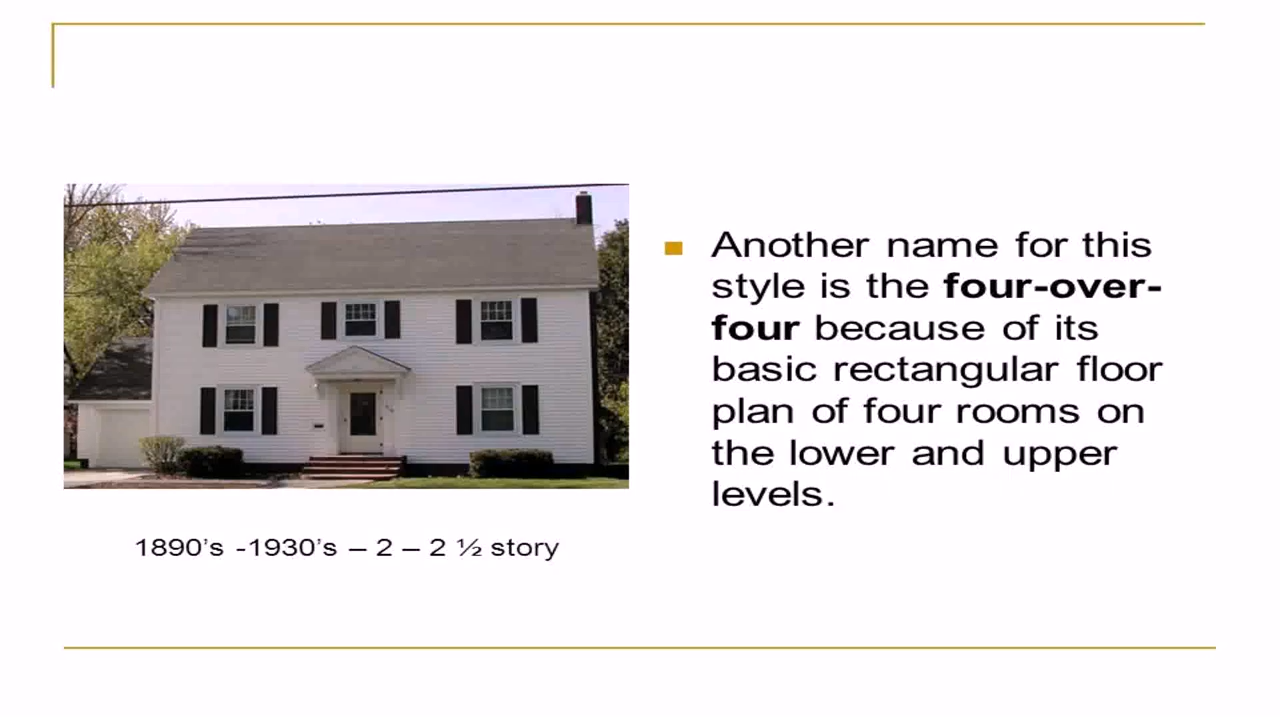 Another name for this
style is the four-over-
four because of its
basic rectangular floor
plan of four rooms on
the lower and upper
levels.
1890’s -1930’s – 2 – 2 ½ story